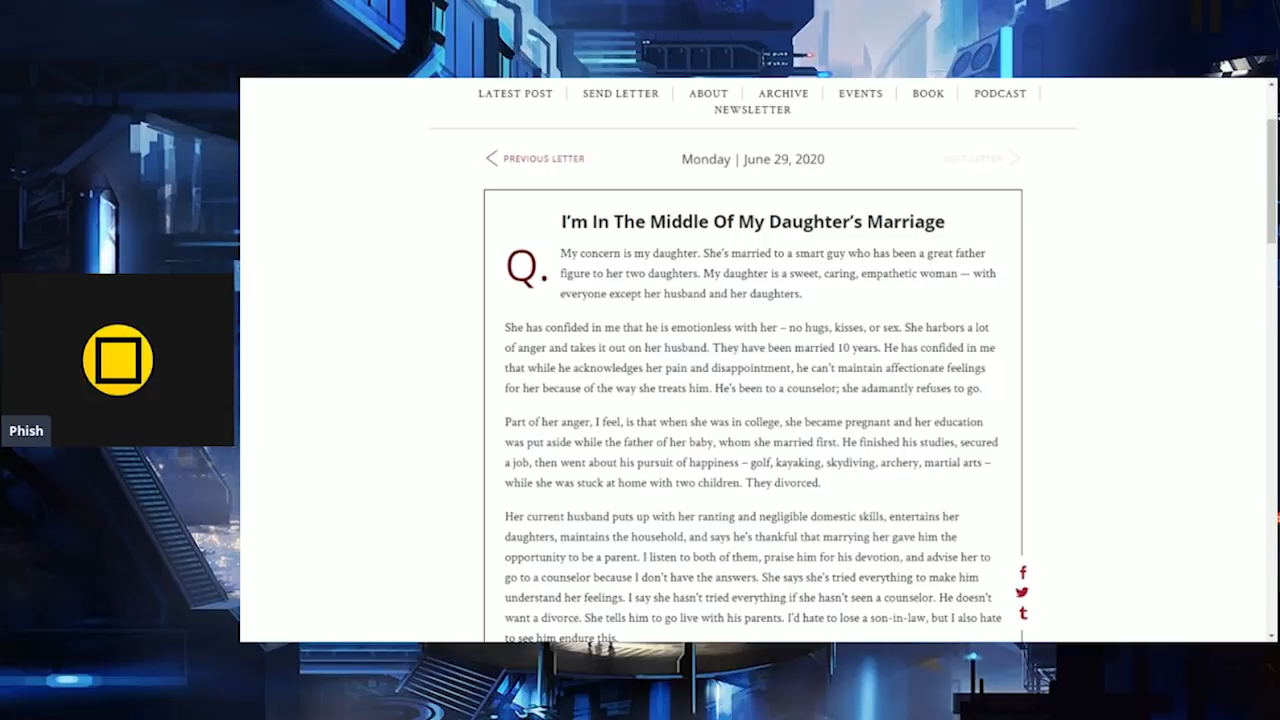 LATEST POST
SEND LETTER
ABOUT
ARCHIVE
EVENTS
BOOK
PODCAST
NEWSLETTER
PREVIOUS LETTER
Monday | June 29, 2020
NEXT LETTER
I'm In The Middle Of My Daughter's Marriage
Q.
My concern is my daughter. She's married to a smart guy who has been a great father
figure to her two daughters. My daughter is a sweet, caring, empathetic woman — with
everyone except her husband and her daughters.
She has confided in me that he is emotionless with her – no hugs, kisses, or sex. She harbors a lot
of anger and takes it out on her husband. They have been married 10 years. He has confided in me
that while he acknowledges her pain and disappointment, he can't maintain affectionate feelings
for her because of the way she treats him. He's been to a counselor; she adamantly refuses to go.
Part of her anger, I feel, is that when she was in college, she became pregnant and her education
was put aside while the father of her baby, whom she married first. He finished his studies, secured
a job, then went about his pursuit of happiness – golf, kayaking, skydiving, archery, martial arts –
while she was stuck at home with two children. They divorced.
Her current husband puts up with her ranting and negligible domestic skills, entertains her
daughters, maintains the household, and says he's thankful that marrying her gave him the
opportunity to be a parent. I listen to both of them, praise him for his devotion, and advise her to
go to a counselor because I don't have the answers. She says she's tried everything to make him
understand her feelings. I say she hasn't tried everything if she hasn't seen a counselor. He doesn't
want a divorce. She tells him to go live with his parents. I'd hate to lose a son-in-law, but I also hate
to see him endure this.
Phish